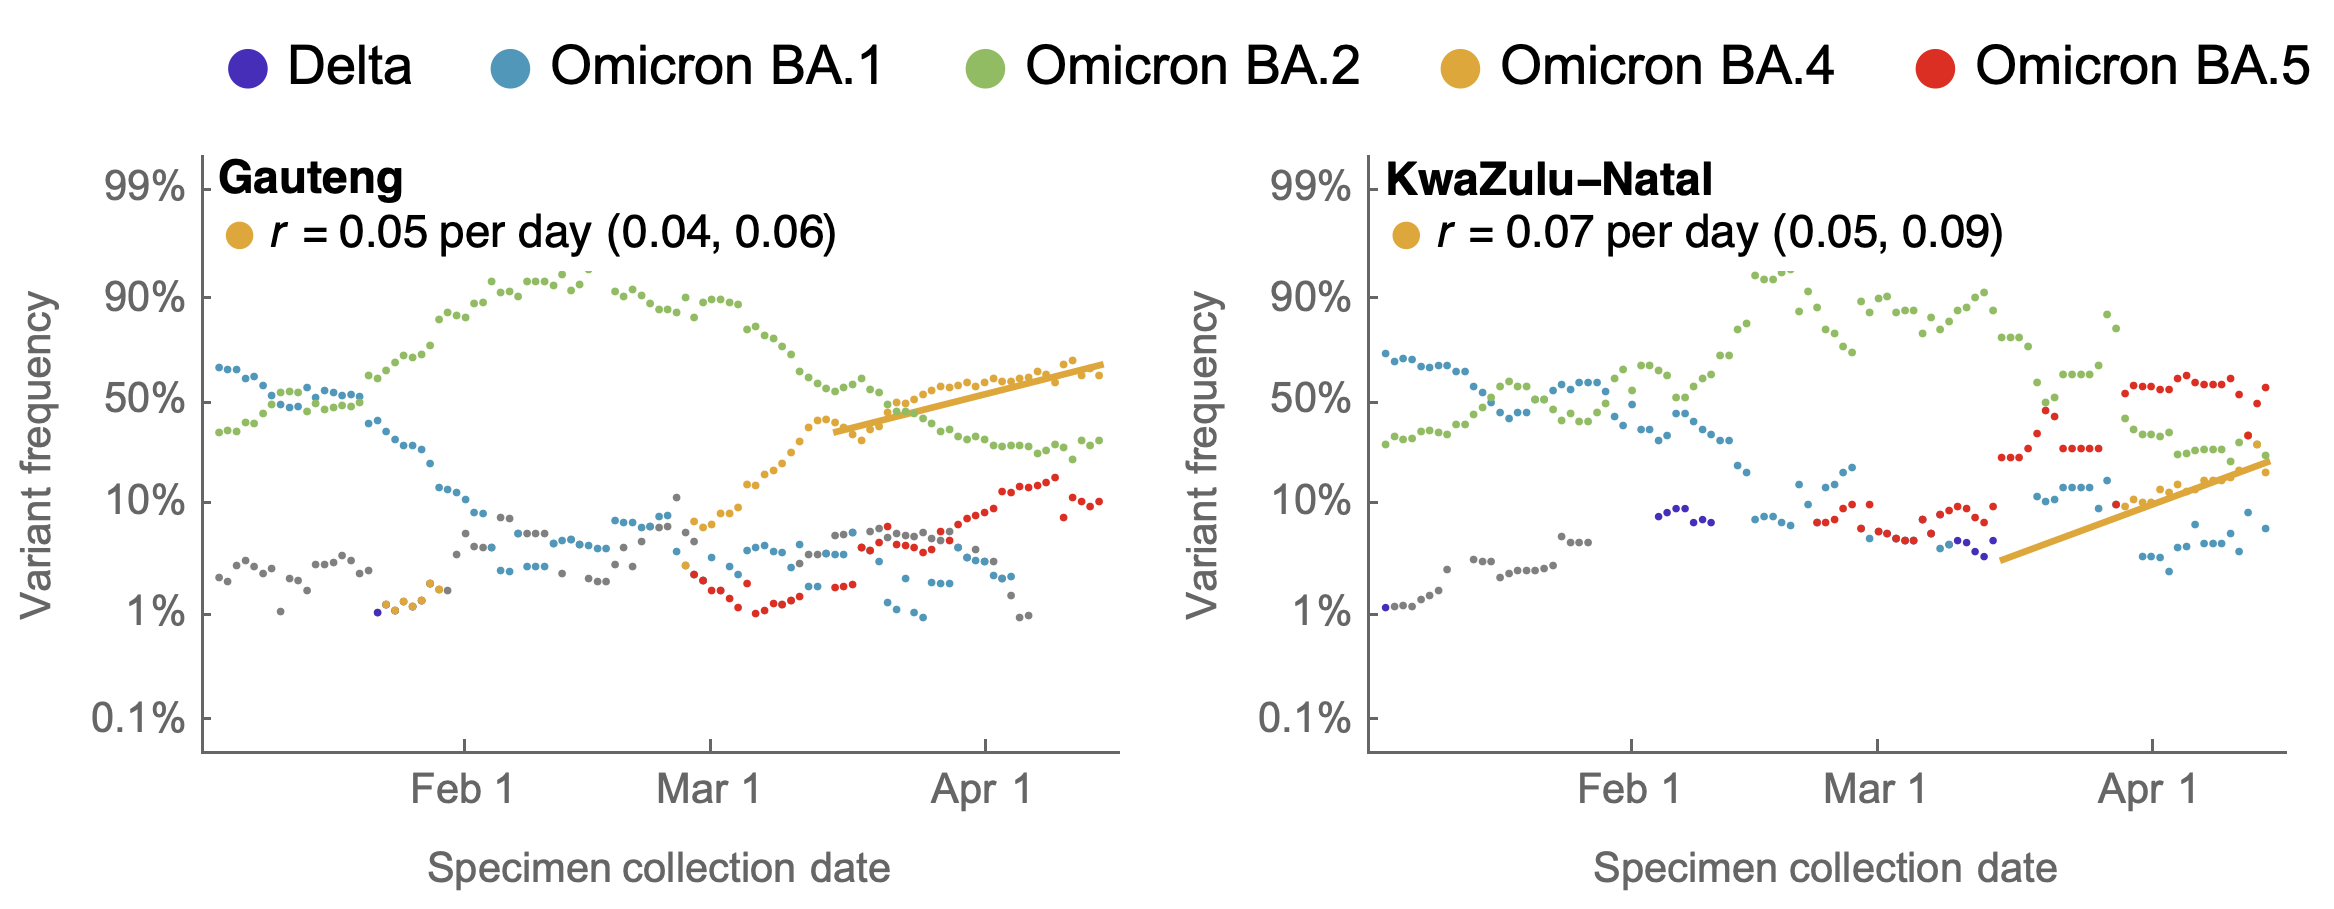 Delta Omicron BA.1 Omicron BA.2 Omicron BA.4 Omicron BA.5
Gauteng
r = 0.05 per day (0.04, 0.06)
99%
90%
50%
10%
1%
0.1%
Variant frequency
Feb 1 Mar 1 Apr 1
Specimen collection date
KwaZulu–Natal
r = 0.07 per day (0.05, 0.09)
99%
90%
50%
10%
1%
0.1%
Variant frequency
Feb 1 Mar 1 Apr 1
Specimen collection date